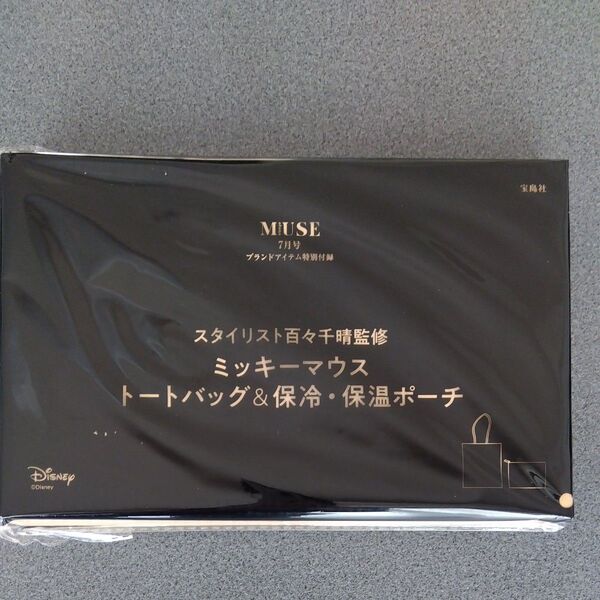 宝島社
MUSE
7月号
ブランドアイテム特別付録
スタイリスト百々千晴監修
ミッキーマウス
トートバッグ&保冷・保温ポーチ
Disney
©Disney